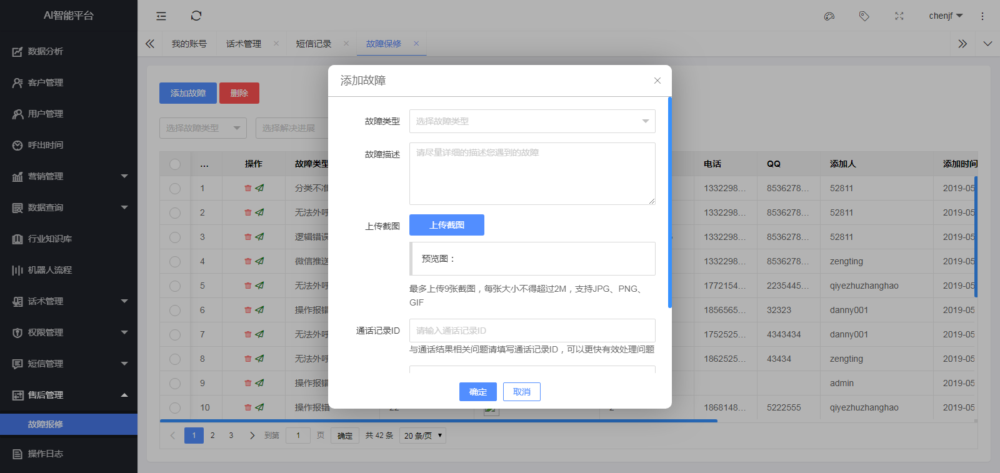 AI智能平台
chenjf
数据分析
客户管理
用户管理
呼出时间
营销管理
数据查询
行业知识库
机器人流程
话术管理
权限管理
短信管理
售后管理
故障报修
操作日志
我的账号
话术管理
短信记录
故障保修
添加故障
删除
选择故障类型
选择解决进展
... 操作 故障类型 电话 QQ 添加人 添加时间
1 分类不准 1332298... 8536278... 52811 2019-05
2 无法外呼 1332298... 8536278... 52811 2019-05
3 逻辑错误 1332298... 8536278... 52811 2019-05
4 微信推送 1332298... 8536278... zengting 2019-05
5 无法外呼 1772154... 2235445... qiyezhuzhanghao 2019-05
6 操作报错 1856565... 32323 danny001 2019-05
7 无法外呼 1752525... 4343434 danny001 2019-05
8 无法外呼 1862525... 43434 zengting 2019-05
9 操作报错 admin 2019-05
10 操作报错 1868148... 5222555 qiyezhuzhanghao 2019-05
1 2 3 到第 1 页 确定 共 42 条 20 条/页
添加故障
故障类型 选择故障类型
故障描述 请尽量详细的描述您遇到的故障
上传截图 上传截图
预览图：
最多上传9张截图，每张大小不得超过2M，支持JPG、PNG、
GIF
通话记录ID 请输入通话记录ID
与通话结果相关问题请填写通话记录ID，可以更快有效处理问题
确定 取消